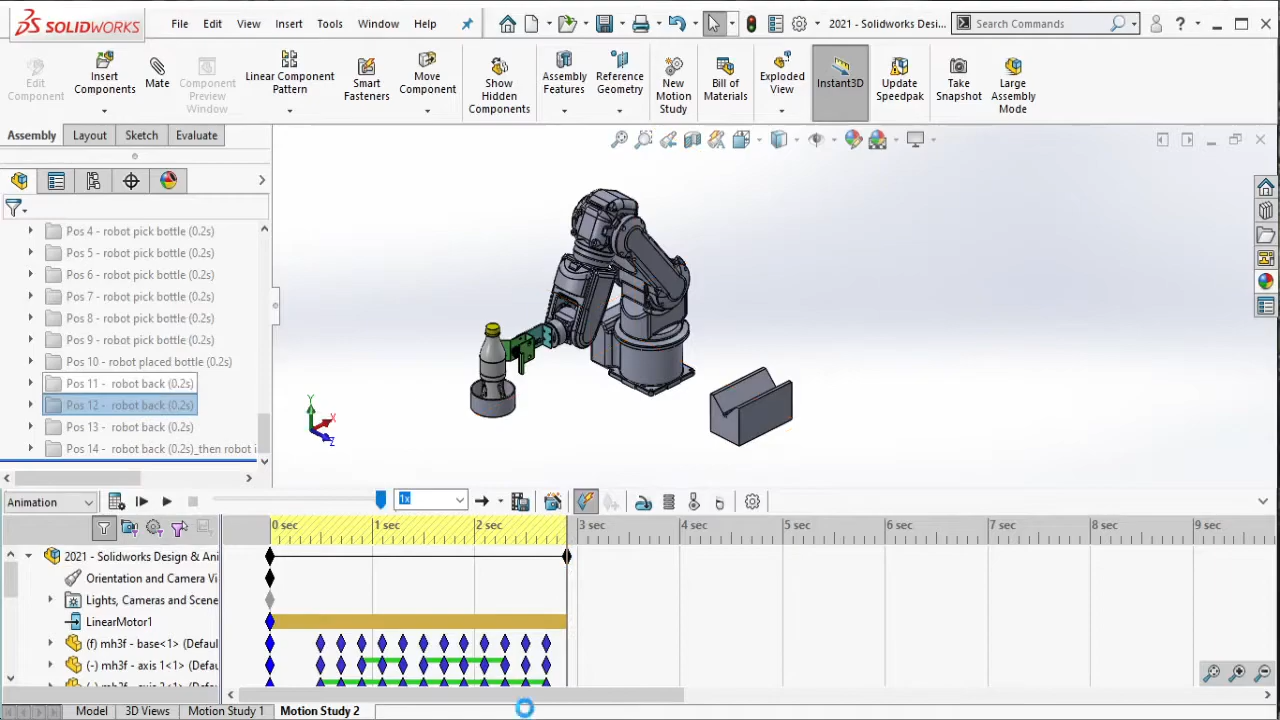 SOLIDWORKS
File
Edit
View
Insert
Tools
Window
Help
2021 - Solidworks Desi...
Search Commands
Edit Component
Insert Components
Mate
Component Preview Window
Linear Component Pattern
Smart Fasteners
Move Component
Show Hidden Components
Assembly Features
Reference Geometry
New Motion Study
Bill of Materials
Exploded View
Instant3D
Update Speedpak
Take Snapshot
Large Assembly Mode
Assembly
Layout
Sketch
Evaluate
Pos 4 - robot pick bottle (0.2s)
Pos 5 - robot pick bottle (0.2s)
Pos 6 - robot pick bottle (0.2s)
Pos 7 - robot pick bottle (0.2s)
Pos 8 - robot pick bottle (0.2s)
Pos 9 - robot pick bottle (0.2s)
Pos 10 - robot placed bottle (0.2s)
Pos 11 - robot back (0.2s)
Pos 12 - robot back (0.2s)
Pos 13 - robot back (0.2s)
Pos 14 - robot back (0.2s)_then robot i
Y
X
Z
Animation
1x
0 sec
1 sec
2 sec
3 sec
4 sec
5 sec
6 sec
7 sec
8 sec
9 sec
2021 - Solidworks Design & Ani
Orientation and Camera Vi
Lights, Cameras and Scene
LinearMotor1
(f) mh3f - base<1> (Defau
(-) mh3f - axis 1<1> (Defau
Model
3D Views
Motion Study 1
Motion Study 2